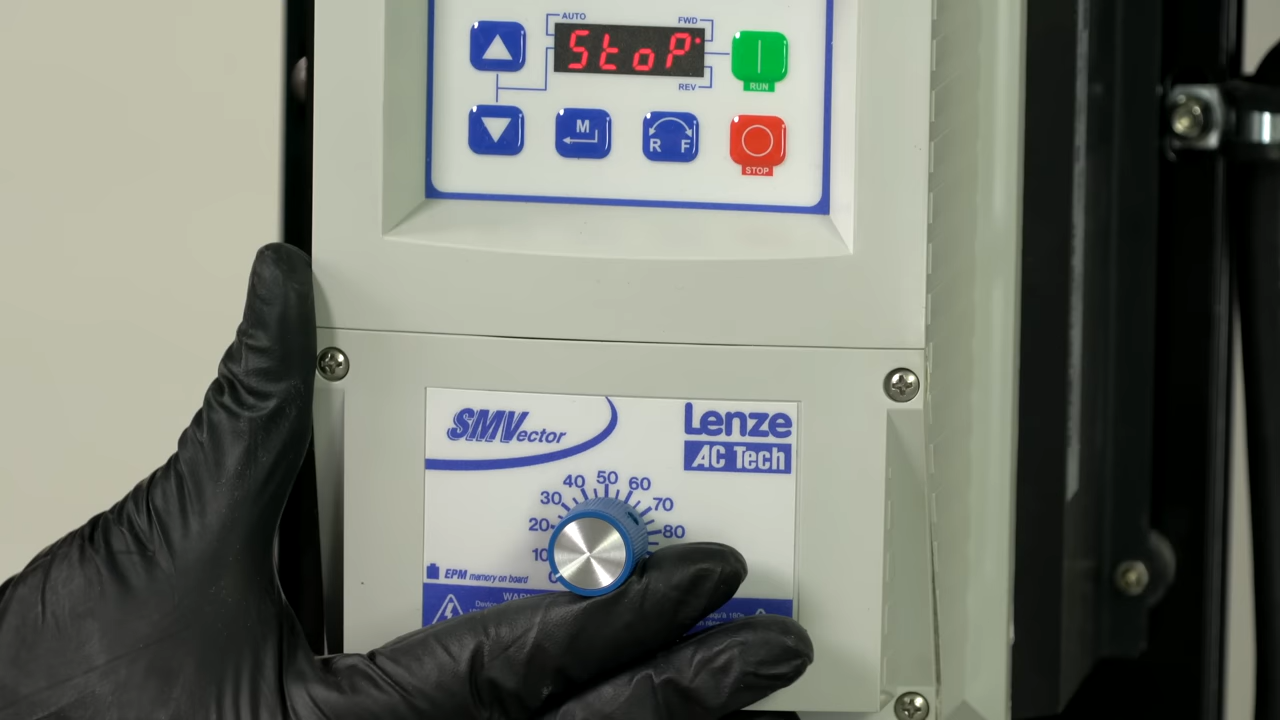 AUTO
FWD
StoP
RUN
REV
M
R F
STOP
SMVector
Lenze
AC Tech
50
40
60
30
70
20
80
10
EPM memory on board